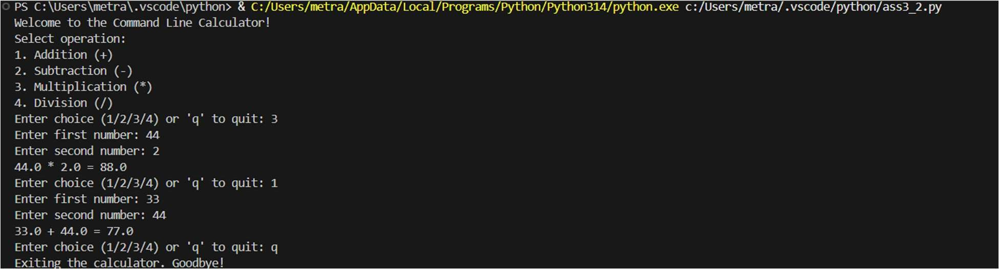 PS C:\Users\metra\.vscode\python> & C:/Users/metra/AppData/Local/Programs/Python/Python314/python.exe c:/Users/metra/.vscode/python/ass3_2.py
Welcome to the Command Line Calculator!
Select operation:
1. Addition (+)
2. Subtraction (-)
3. Multiplication (*)
4. Division (/)
Enter choice (1/2/3/4) or 'q' to quit: 3
Enter first number: 44
Enter second number: 2
44.0 * 2.0 = 88.0
Enter choice (1/2/3/4) or 'q' to quit: 1
Enter first number: 33
Enter second number: 44
33.0 + 44.0 = 77.0
Enter choice (1/2/3/4) or 'q' to quit: q
Exiting the calculator. Goodbye!